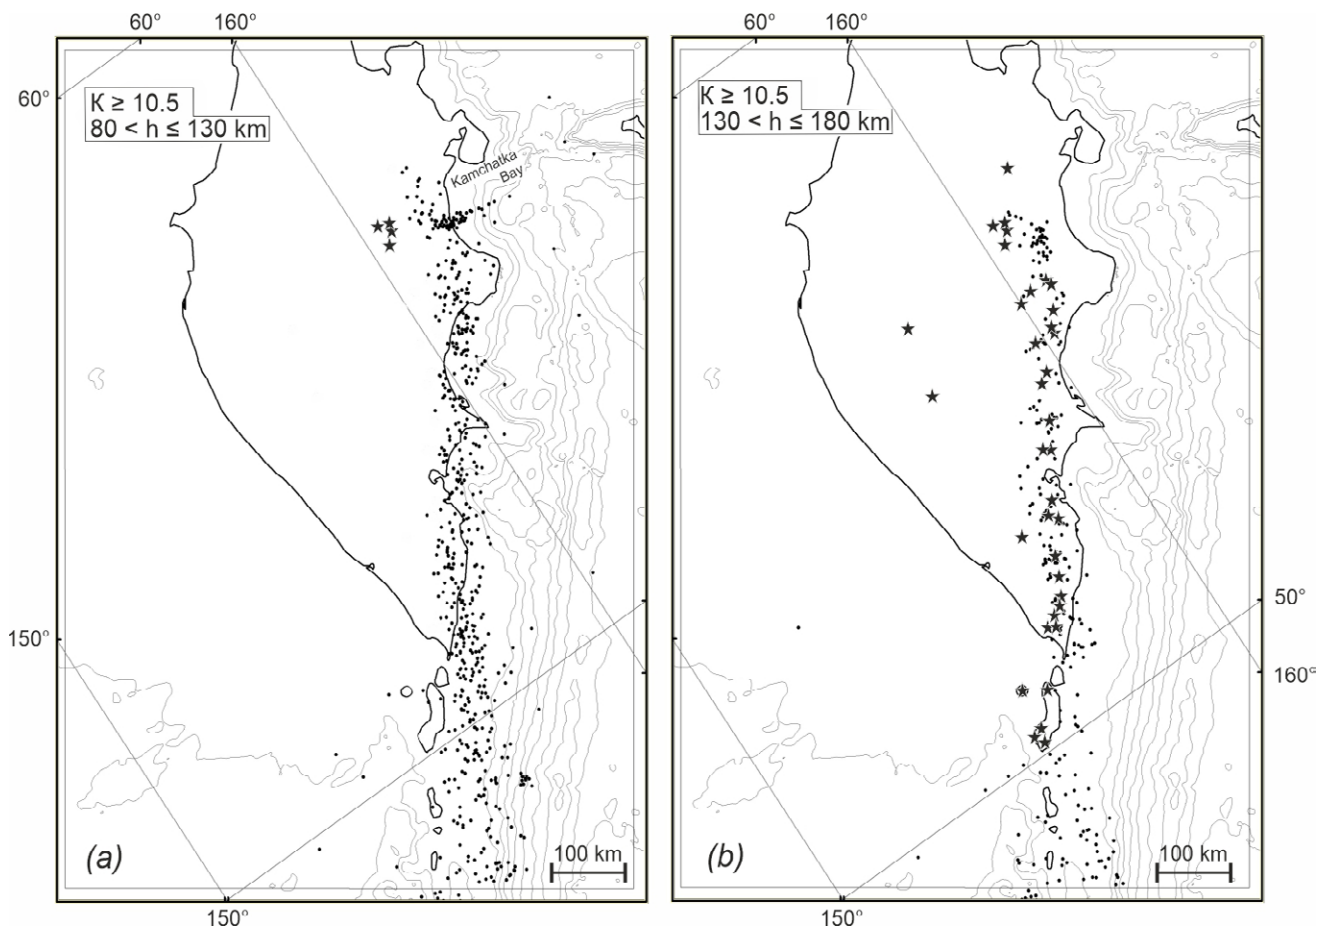 60° 160°
60°
K ≥ 10.5
80 < h ≤ 130 km
Kamchatka
Bay
150°
(a)
100 km
150°
60° 160°
K ≥ 10.5
130 < h ≤ 180 km
50°
160°
(b)
100 km
150°